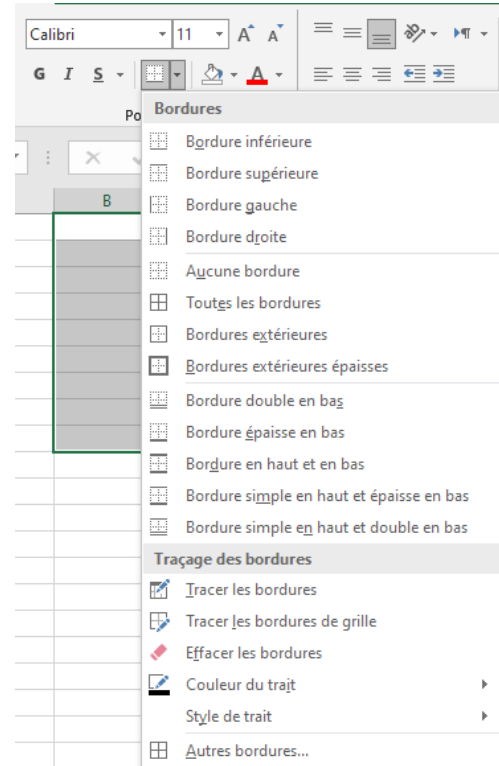 Calibri 11 A A
G I S A
Po
Bordures
B
Bordure inférieure
Bordure supérieure
Bordure gauche
Bordure droite
Aucune bordure
Toutes les bordures
Bordures extérieures
Bordures extérieures épaisses
Bordure double en bas
Bordure épaisse en bas
Bordure en haut et en bas
Bordure simple en haut et épaisse en bas
Bordure simple en haut et double en bas
Traçage des bordures
Tracer les bordures
Tracer les bordures de grille
Effacer les bordures
Couleur du trait
Style de trait
Autres bordures...